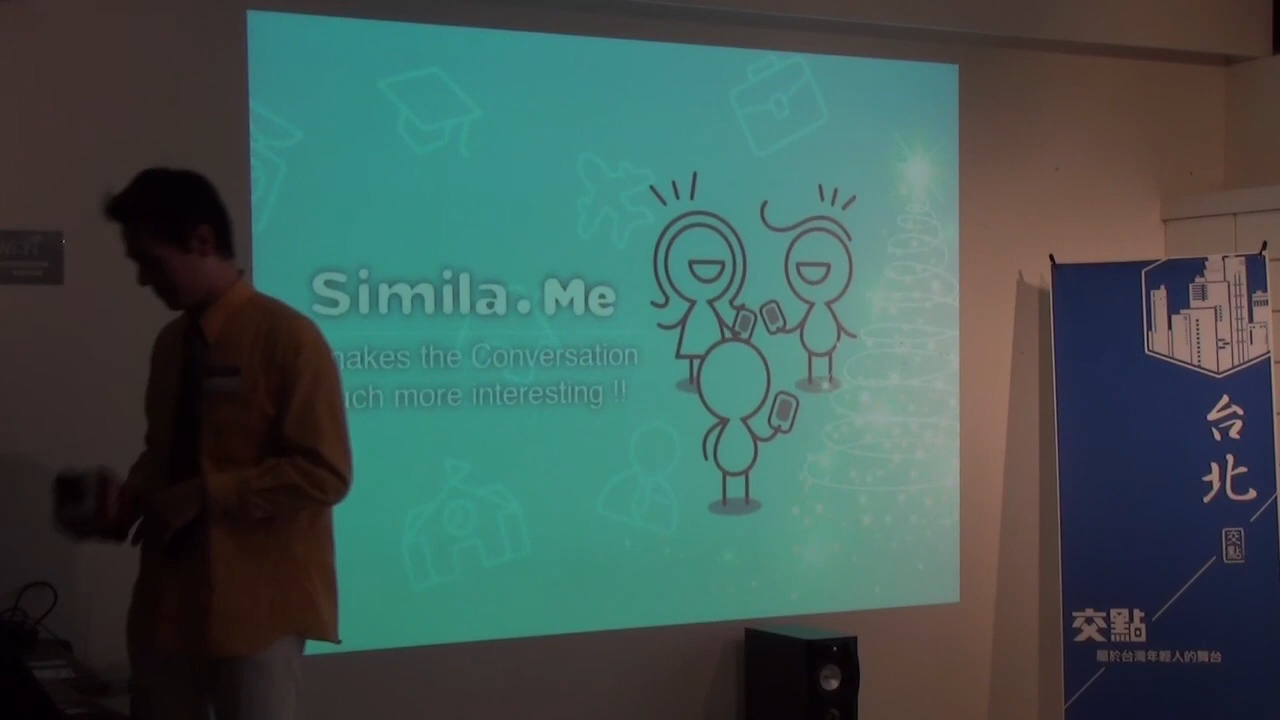 Simila.Me
makes the Conversation
much more interesting !!
台北
交點
交點
屬於台灣年輕人的舞台